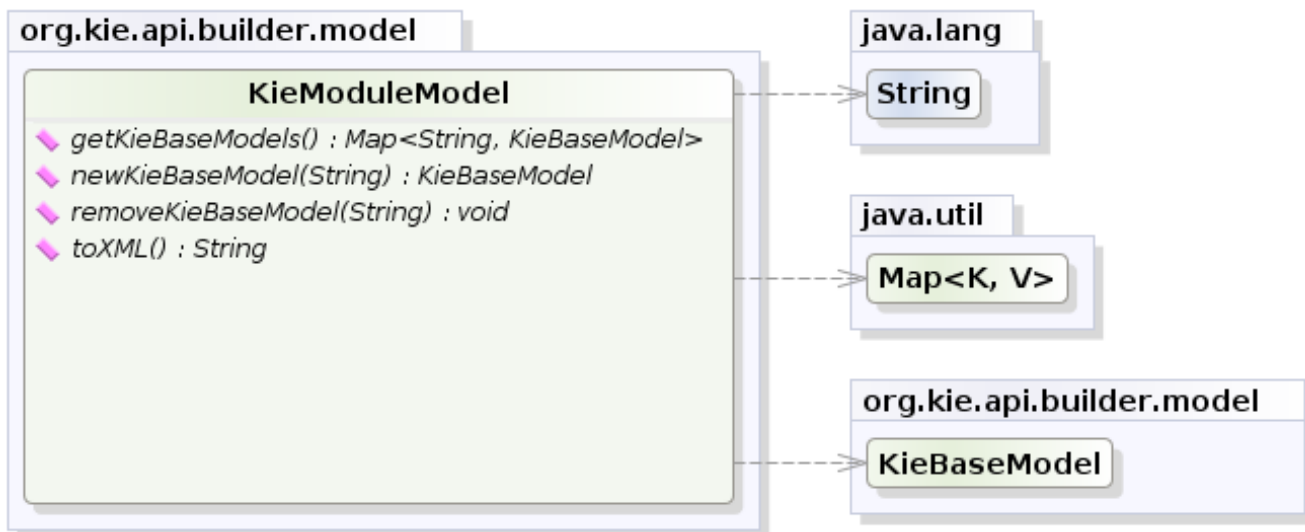 org.kie.api.builder.model
KieModuleModel
getKieBaseModels() : Map<String, KieBaseModel>
newKieBaseModel(String) : KieBaseModel
removeKieBaseModel(String) : void
toXML() : String
java.lang
String
java.util
Map<K, V>
org.kie.api.builder.model
KieBaseModel